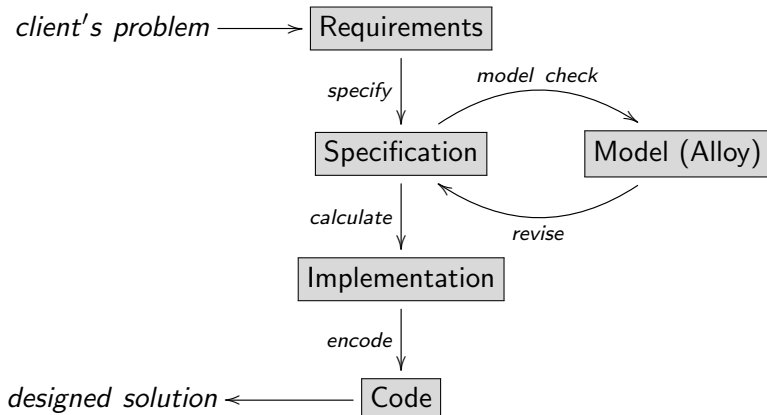 client's problem
Requirements
specify
model check
Specification
Model (Alloy)
calculate
revise
Implementation
encode
designed solution
Code